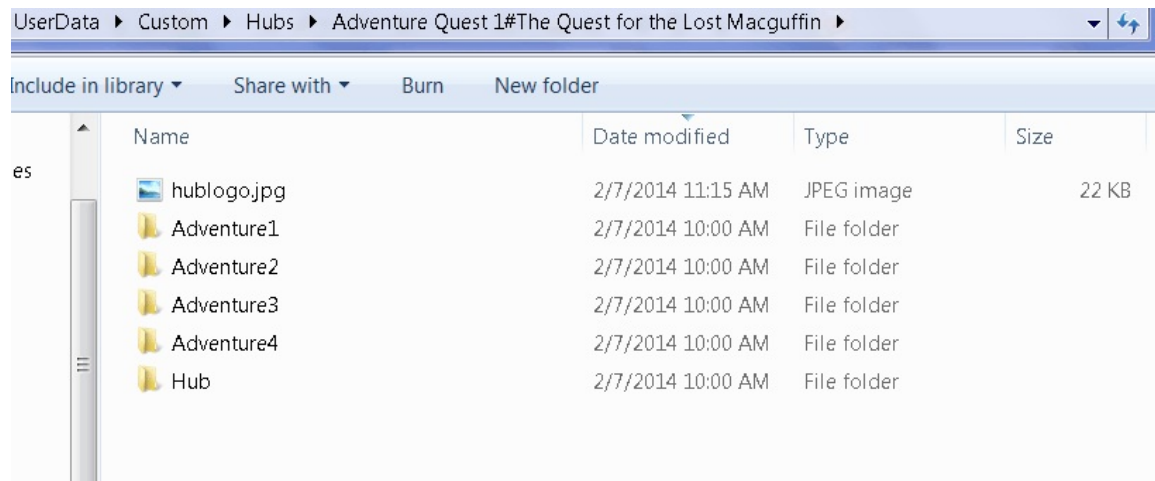 UserData ▸ Custom ▸ Hubs ▸ Adventure Quest 1#The Quest for the Lost Macguffin ▸
Include in library Share with Burn New folder
Name Date modified Type Size
es
hublogo.jpg 2/7/2014 11:15 AM JPEG image 22 KB
Adventure1 2/7/2014 10:00 AM File folder
Adventure2 2/7/2014 10:00 AM File folder
Adventure3 2/7/2014 10:00 AM File folder
Adventure4 2/7/2014 10:00 AM File folder
Hub 2/7/2014 10:00 AM File folder